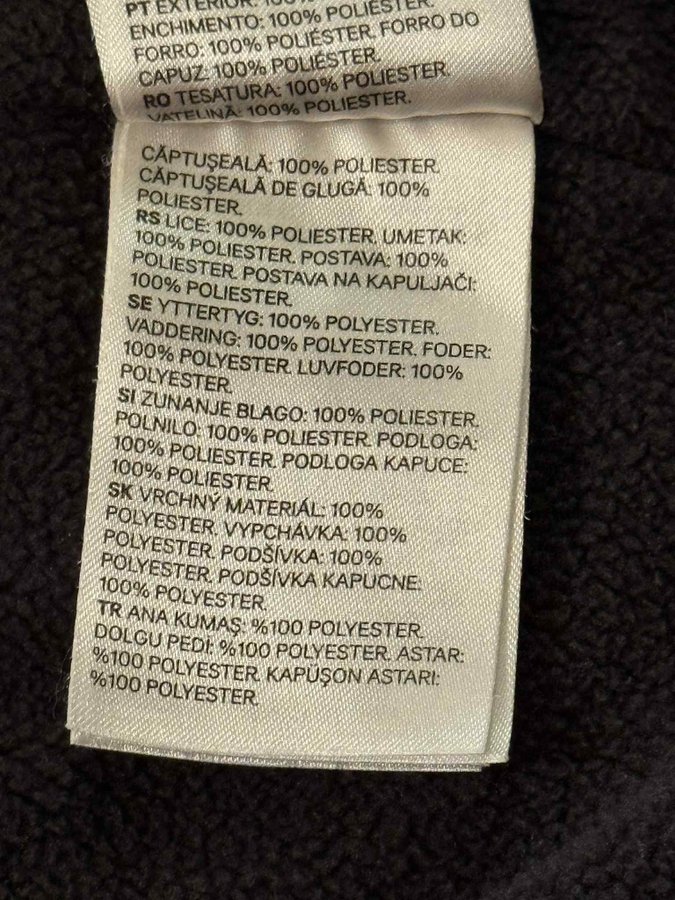 PT EXTERIOR: 100%
ENCHIMENTO: 100% POLIÉSTER.
FORRO: 100% POLIÉSTER. FORRO DO
CAPUZ: 100% POLIÉSTER.
RO TESATURA: 100% POLIESTER.
VATELINĂ: 100% POLIESTER.
CĂPTUŞEALĂ: 100% POLIESTER.
CĂPTUŞEALĂ DE GLUGĂ: 100%
POLIESTER.
RS LICE: 100% POLIESTER. UMETAK:
100% POLIESTER. POSTAVA: 100%
POLIESTER. POSTAVA NA KAPULJAČI:
100% POLIESTER.
SE YTTERTYG: 100% POLYESTER.
VADDERING: 100% POLYESTER. FODER:
100% POLYESTER. LUVFODER: 100%
POLYESTER.
SI ZUNANJE BLAGO: 100% POLIESTER.
POLNILO: 100% POLIESTER. PODLOGA:
100% POLIESTER. PODLOGA KAPUCE:
100% POLIESTER.
SK VRCHNÝ MATERIÁL: 100%
POLYESTER. VYPCHÁVKA: 100%
POLYESTER. PODŠÍVKA: 100%
POLYESTER. PODŠÍVKA KAPUCNE:
100% POLYESTER.
TR ANA KUMAŞ: %100 POLYESTER.
DOLGU PEDİ: %100 POLYESTER. ASTAR:
%100 POLYESTER. KAPÜŞON ASTARI:
%100 POLYESTER.